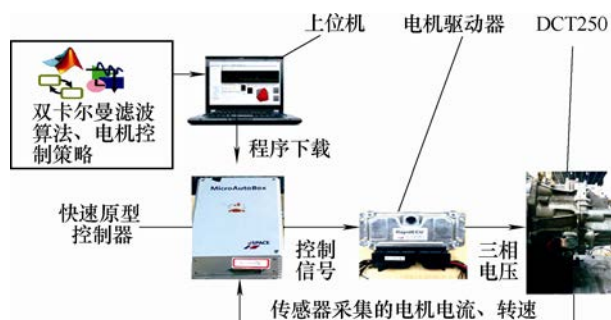 上位机
电机驱动器
DCT250
双卡尔曼滤波
算法、电机控
制策略
程序下载
MicroAutoBox
快速原型
控制器
dSPACE
控制
信号
三相
电压
传感器采集的电机电流、转速